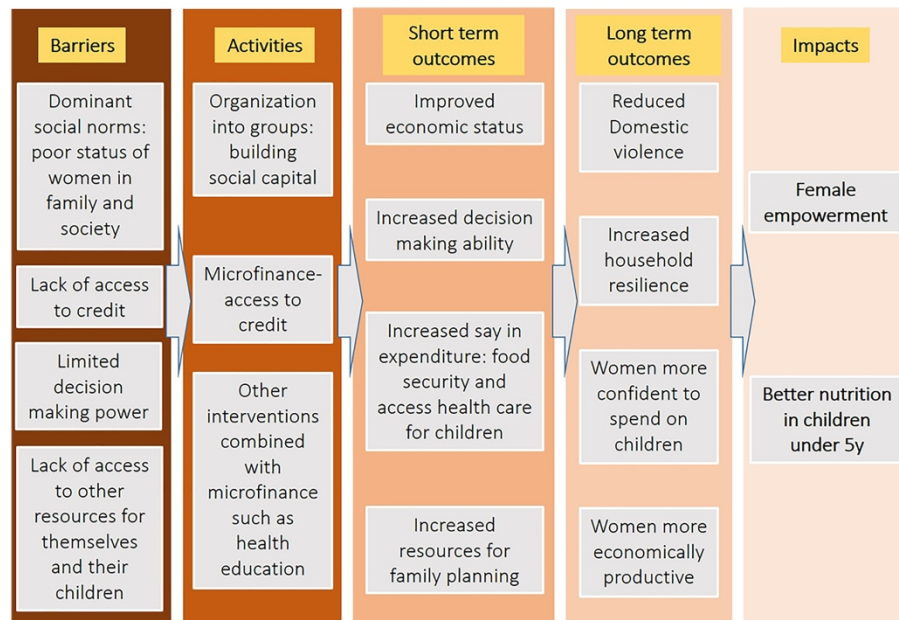 Barriers
Dominant
social norms:
poor status of
women in
family and
society
Lack of access
to credit
Limited
decision
making power
Lack of access
to other
resources for
themselves
and their
children
Activities
Organization
into groups:
building
social capital
Microfinance-
access to
credit
Other
interventions
combined
with
microfinance
such as
health
education
Short term
outcomes
Improved
economic status
Increased decision
making ability
Increased say in
expenditure: food
security and
access health care
for children
Increased
resources for
family planning
Long term
outcomes
Reduced
Domestic
violence
Increased
household
resilience
Women more
confident to
spend on
children
Women more
economically
productive
Impacts
Female
empowerment
Better nutrition
in children
under 5y